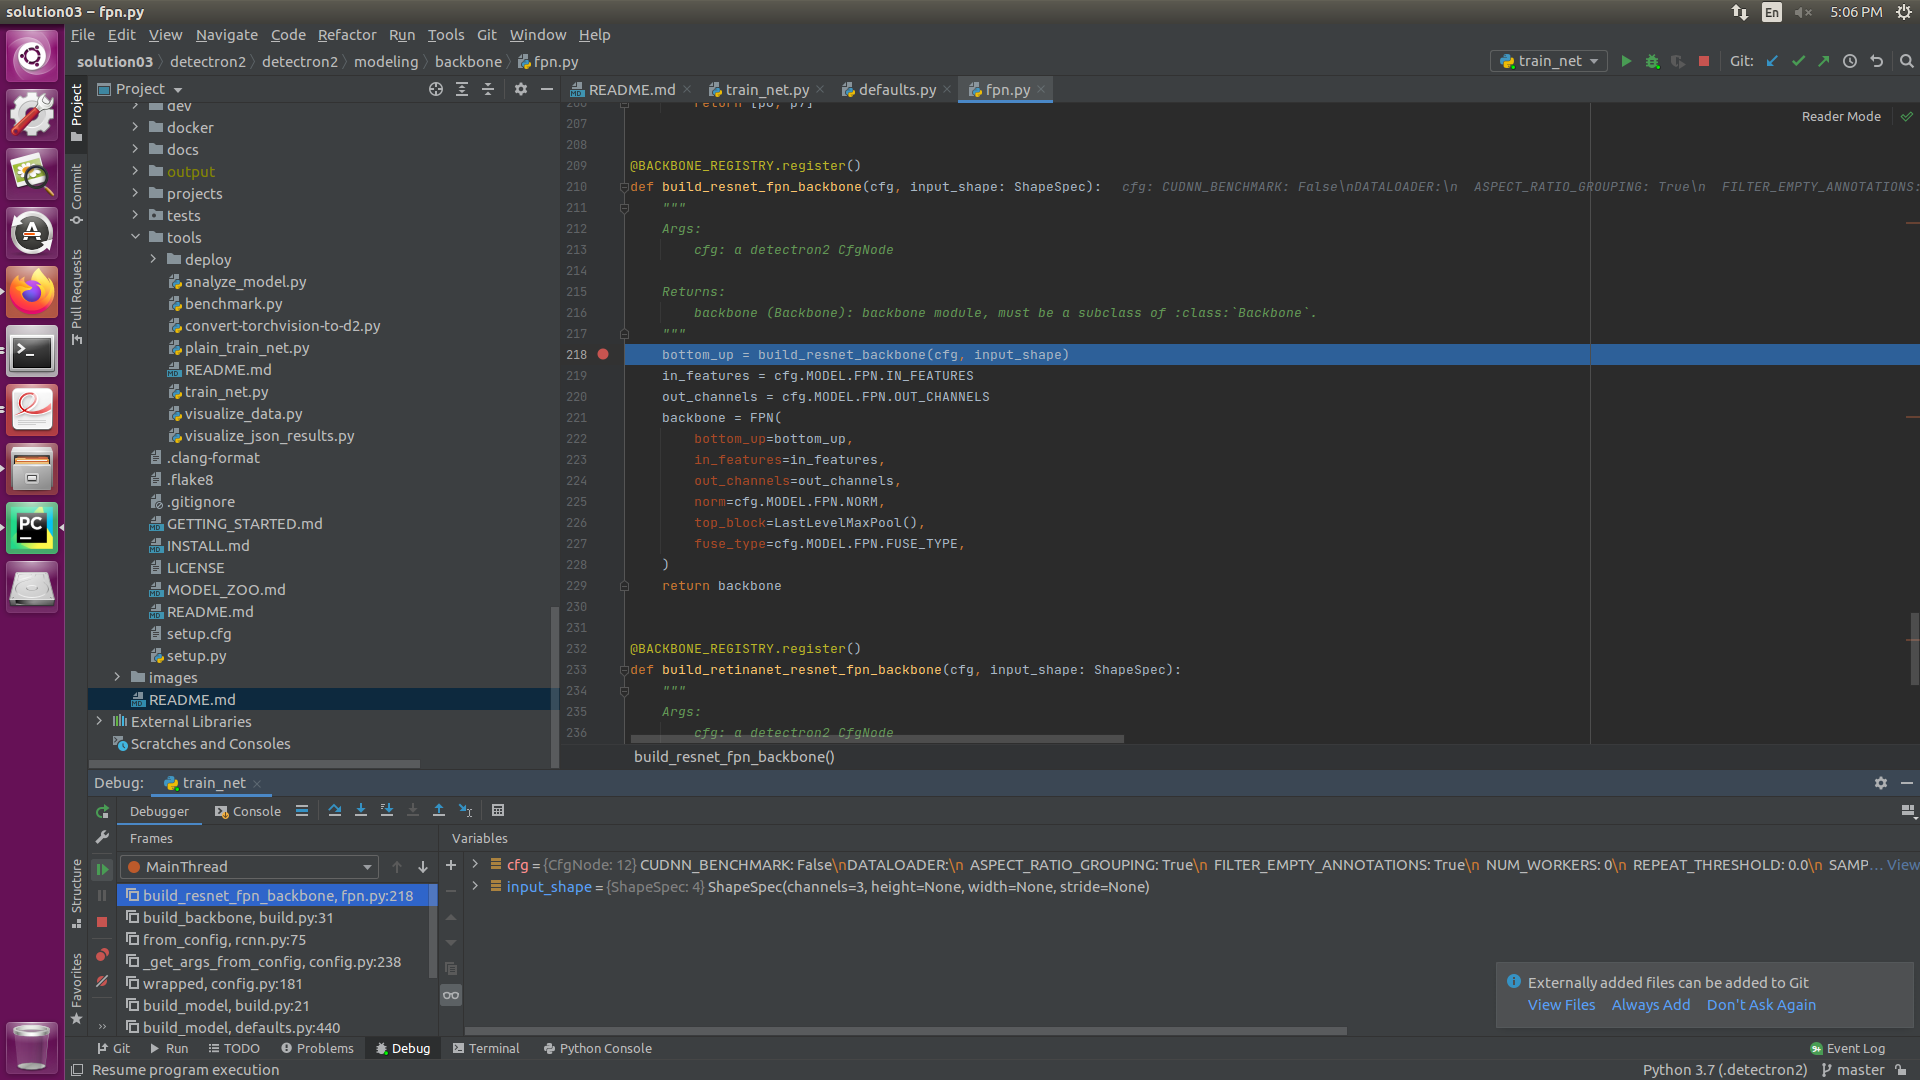 solution03 – fpn.py
En
5:06 PM
File Edit View Navigate Code Refactor Run Tools Git Window Help
solution03 detectron2 detectron2 modeling backbone fpn.py
train_net
Git:
Project
README.md
train_net.py
defaults.py
fpn.py
Project
Commit
Pull Requests
Structure
Favorites
dev
docker
docs
output
projects
tests
tools
deploy
analyze_model.py
benchmark.py
convert-torchvision-to-d2.py
plain_train_net.py
README.md
train_net.py
visualize_data.py
visualize_json_results.py
.clang-format
.flake8
.gitignore
GETTING_STARTED.md
INSTALL.md
LICENSE
MODEL_ZOO.md
README.md
setup.cfg
setup.py
images
README.md
External Libraries
Scratches and Consoles
Reader Mode
206 return [p6, p7]
207
208
209 @BACKBONE_REGISTRY.register()
210 def build_resnet_fpn_backbone(cfg, input_shape: ShapeSpec): cfg: CUDNN_BENCHMARK: False\nDATALOADER:\n ASPECT_RATIO_GROUPING: True\n FILTER_EMPTY_ANNOTATIONS:
211 """
212 Args:
213 cfg: a detectron2 CfgNode
214
215 Returns:
216 backbone (Backbone): backbone module, must be a subclass of :class:`Backbone`.
217 """
218 bottom_up = build_resnet_backbone(cfg, input_shape)
219 in_features = cfg.MODEL.FPN.IN_FEATURES
220 out_channels = cfg.MODEL.FPN.OUT_CHANNELS
221 backbone = FPN(
222 bottom_up=bottom_up,
223 in_features=in_features,
224 out_channels=out_channels,
225 norm=cfg.MODEL.FPN.NORM,
226 top_block=LastLevelMaxPool(),
227 fuse_type=cfg.MODEL.FPN.FUSE_TYPE,
228 )
229 return backbone
230
231
232 @BACKBONE_REGISTRY.register()
233 def build_retinanet_resnet_fpn_backbone(cfg, input_shape: ShapeSpec):
234 """
235 Args:
236 cfg: a detectron2 CfgNode
build_resnet_fpn_backbone()
Debug: train_net
Debugger Console
Frames
Variables
MainThread
build_resnet_fpn_backbone, fpn.py:218
build_backbone, build.py:31
from_config, rcnn.py:75
_get_args_from_config, config.py:238
wrapped, config.py:181
build_model, build.py:21
build_model, defaults.py:440
cfg = {CfgNode: 12} CUDNN_BENCHMARK: False\nDATALOADER:\n ASPECT_RATIO_GROUPING: True\n FILTER_EMPTY_ANNOTATIONS: True\n NUM_WORKERS: 0\n REPEAT_THRESHOLD: 0.0\n SAMP... View
input_shape = {ShapeSpec: 4} ShapeSpec(channels=3, height=None, width=None, stride=None)
Externally added files can be added to Git
View Files Always Add Don't Ask Again
Git Run TODO Problems Debug Terminal Python Console
9+ Event Log
Resume program execution
Python 3.7 (.detectron2) master
PC